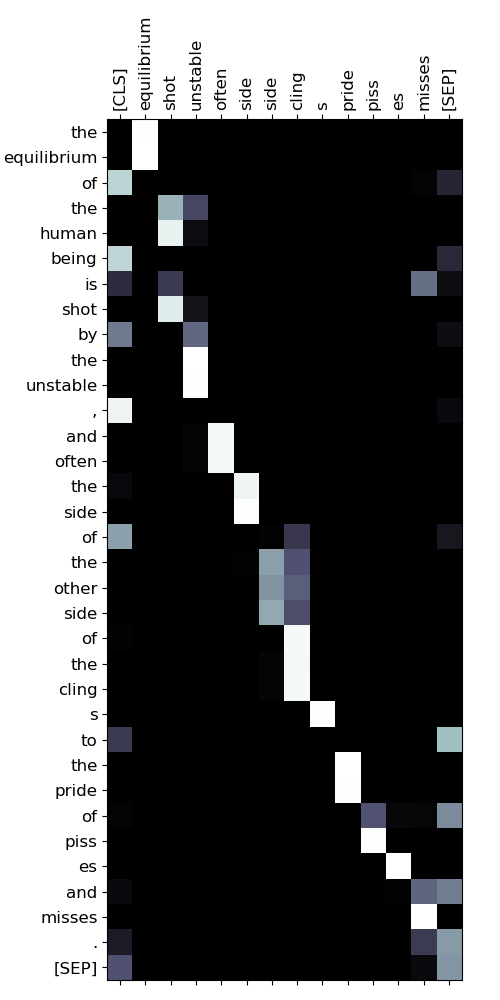 [CLS]
equilibrium
shot
unstable
often
side
side
cling
s
pride
piss
es
misses
[SEP]
the
equilibrium
of
the
human
being
is
shot
by
the
unstable
,
and
often
the
side
of
the
other
side
of
the
cling
s
to
the
pride
of
piss
es
and
misses
.
[SEP]